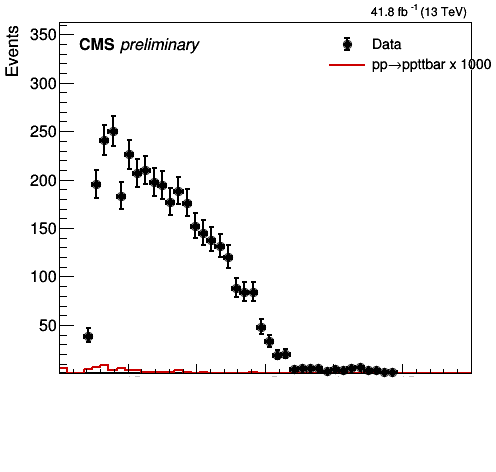 41.8 fb⁻¹ (13 TeV)
CMS preliminary
Data
pp→ppttbar x 1000
Events
350
300
250
200
150
100
50